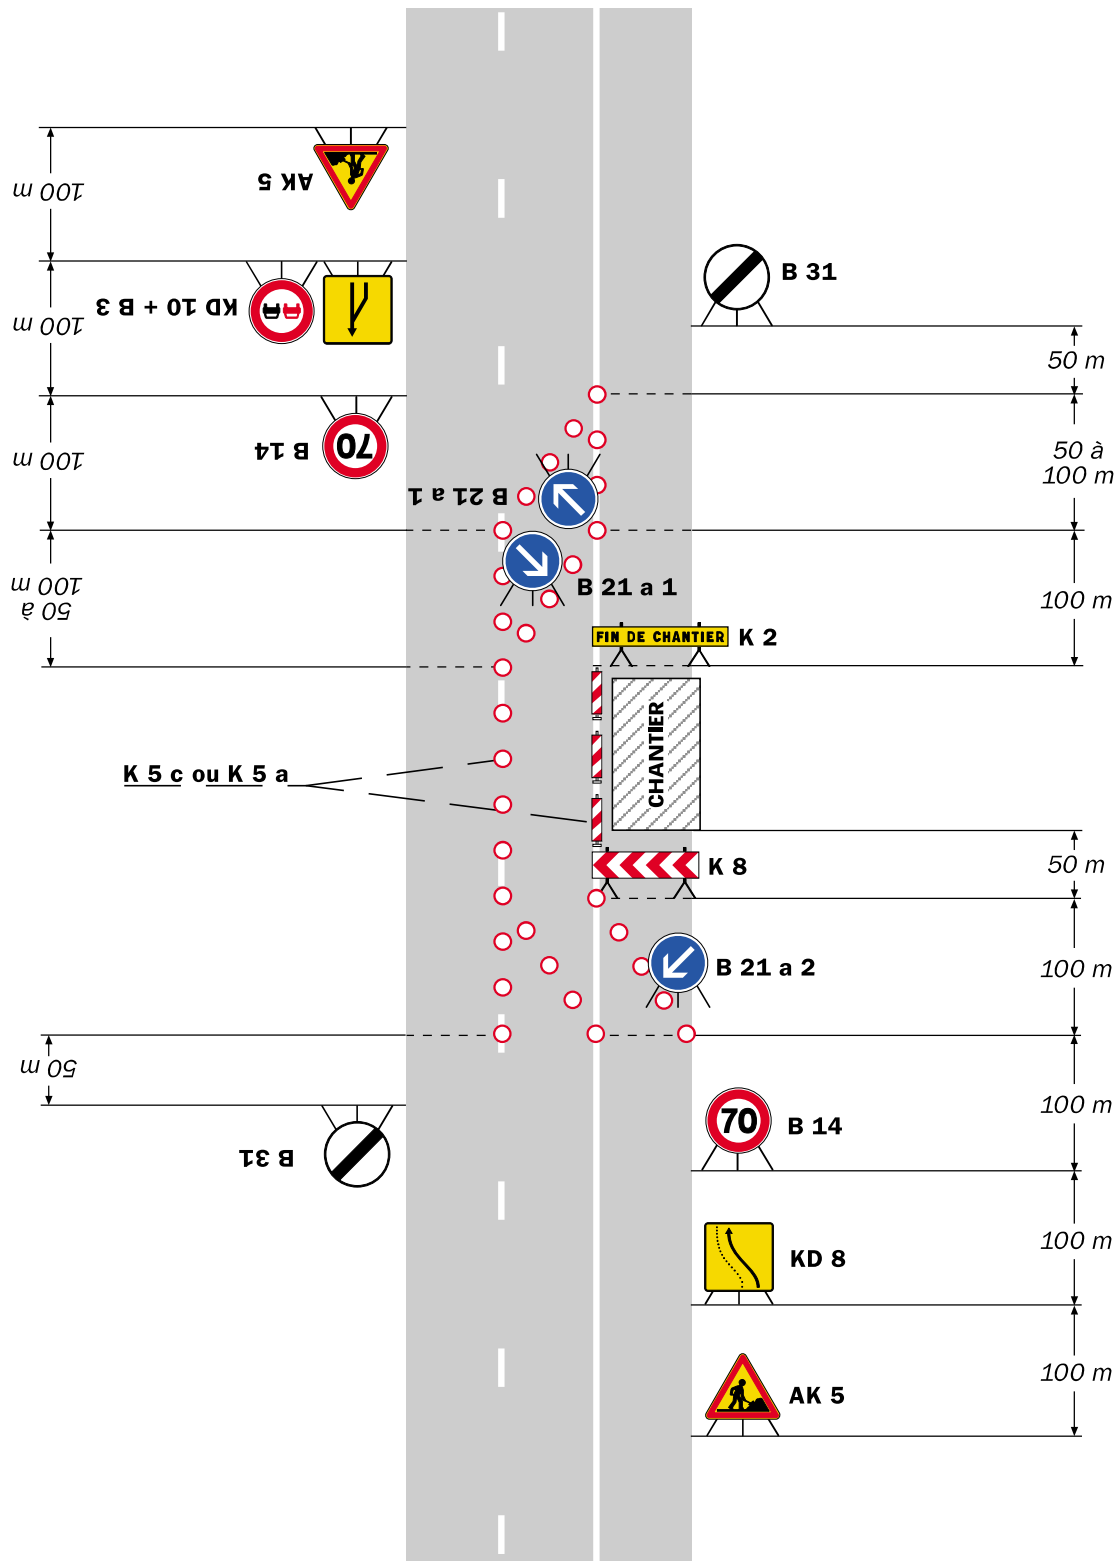 AK 5
100 m
KD 10 + B 3
100 m
70
B 14
100 m
B 21 a 1
50 à
100 m
50 m
B 31
B 31
50 m
50 à
100 m
B 21 a 1
100 m
FIN DE CHANTIER
K 2
CHANTIER
K 5 c ou K 5 a
K 8
50 m
B 21 a 2
100 m
70
B 14
100 m
KD 8
100 m
AK 5
100 m